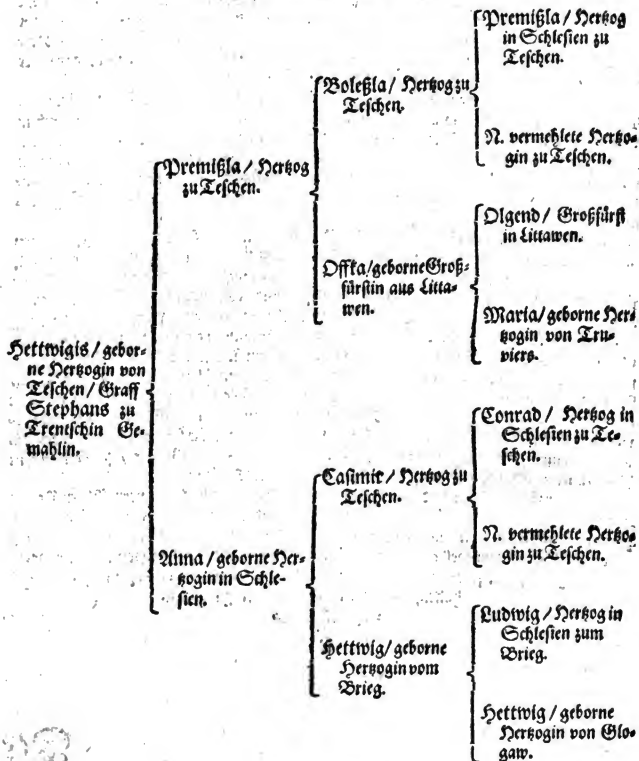 Hettwigis / gebor-
ne Hertzogin von
Teschen / Graff
Stephans zu
Trentschin Ge-
mahlin.
Premißla / Hertzog
zu Teschen.
Boleßla / Hertzog zu
Teschen.
Premißla / Hertzog
in Schlesien zu
Teschen.
N. vermehlete Hertzo-
gin zu Teschen.
Offka / geborne Groß-
fürstin aus Litta-
wen.
Olgend / Großfürst
in Littawen.
Maria / geborne Her-
tzogin von Tru-
viers.
Anna / geborne Her-
tzogin in Schle-
sien.
Casimir / Hertzog zu
Teschen.
Conrad / Hertzog in
Schlesien zu Te-
schen.
N. vermehlete Hertzo-
gin zu Teschen.
Hettwig / geborne
Hertzogin vom
Brieg.
Ludwig / Hertzog in
Schlesien zum
Brieg.
Hettwig / geborne
Hertzogin von Glo-
gaw.